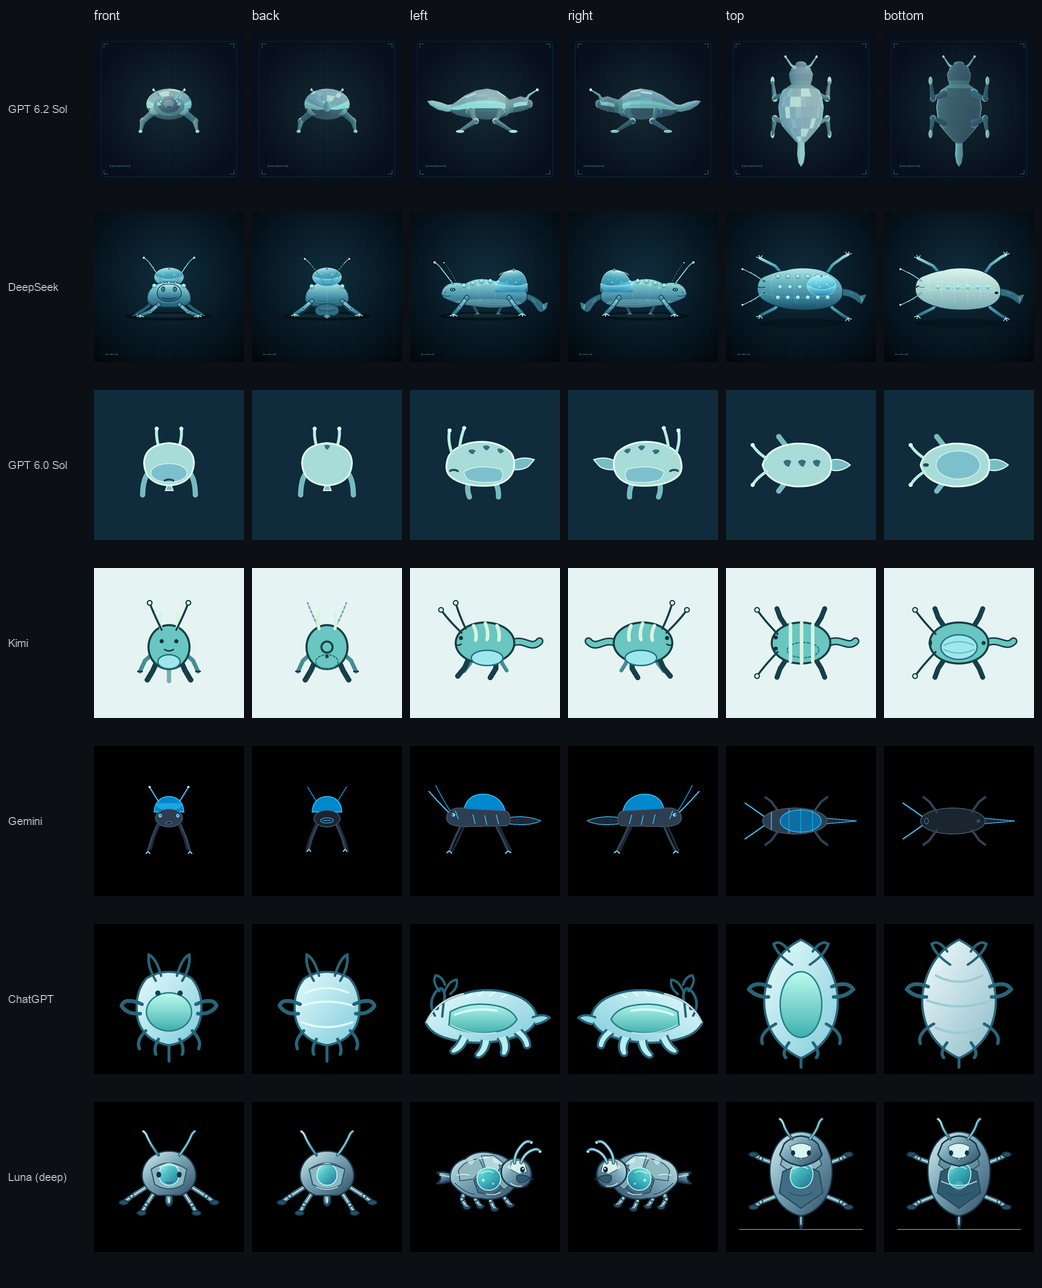 front back left right top bottom
GPT 6.2 Sol
DeepSeek
GPT 6.0 Sol
Kimi
Gemini
ChatGPT
Luna (deep)